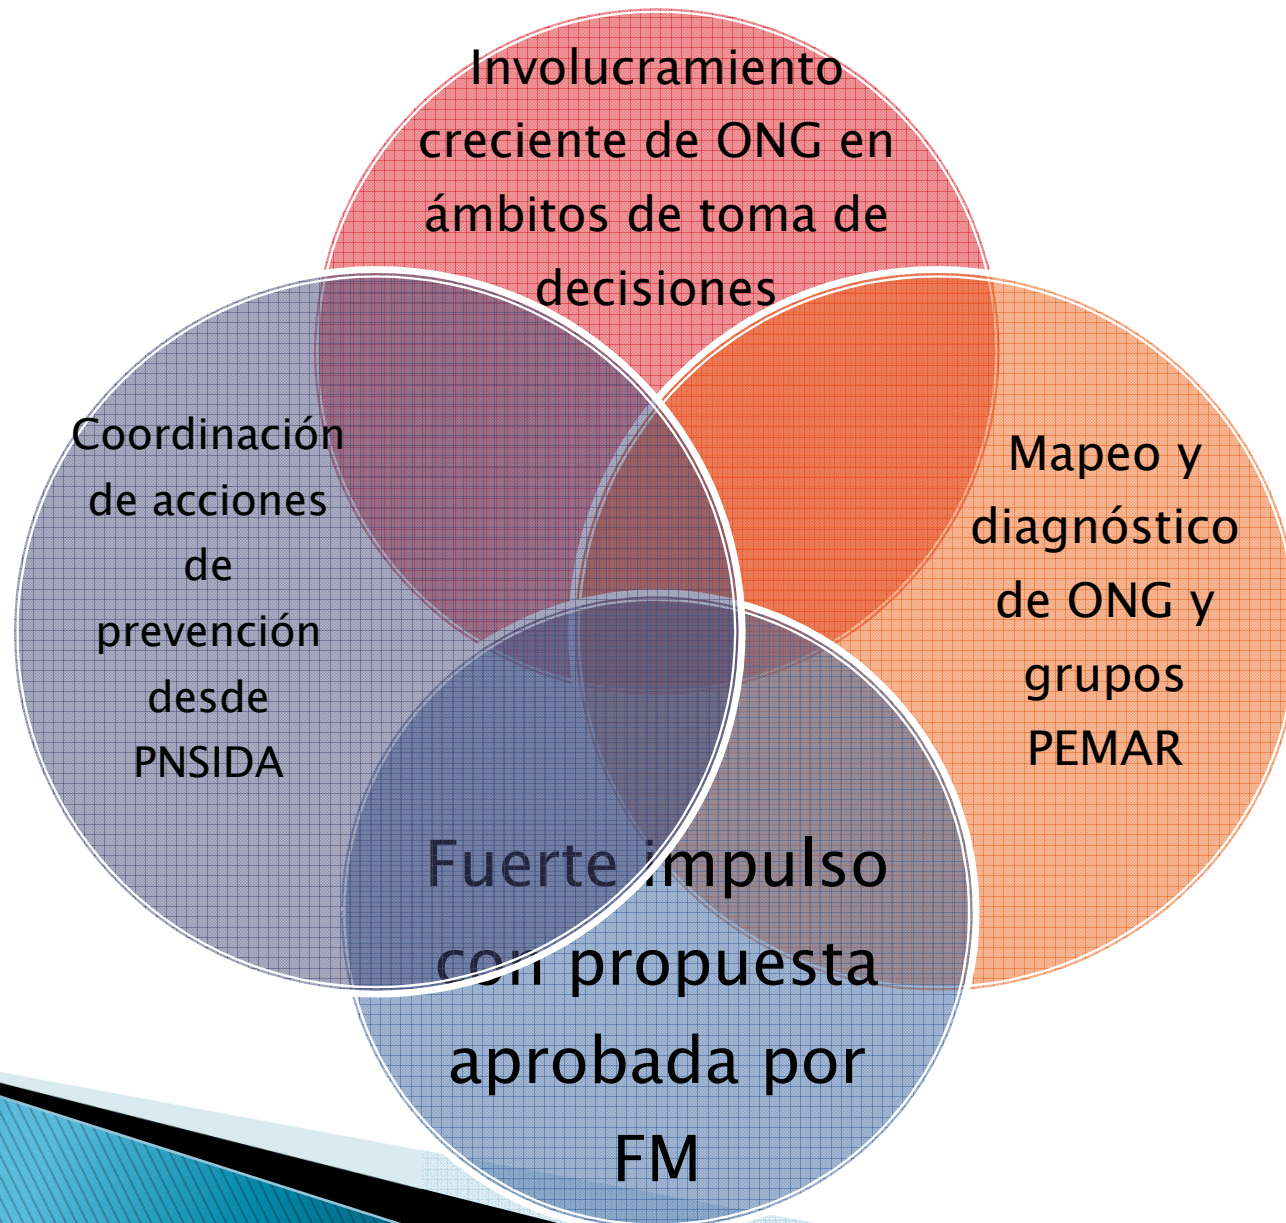 Involucramiento
creciente de ONG en
ámbitos de toma de
decisiones
Coordinación
de acciones
de
prevención
desde
PNSIDA
Mapeo y
diagnóstico
de ONG y
grupos
PEMAR
Fuerte impulso
con propuesta
aprobada por
FM